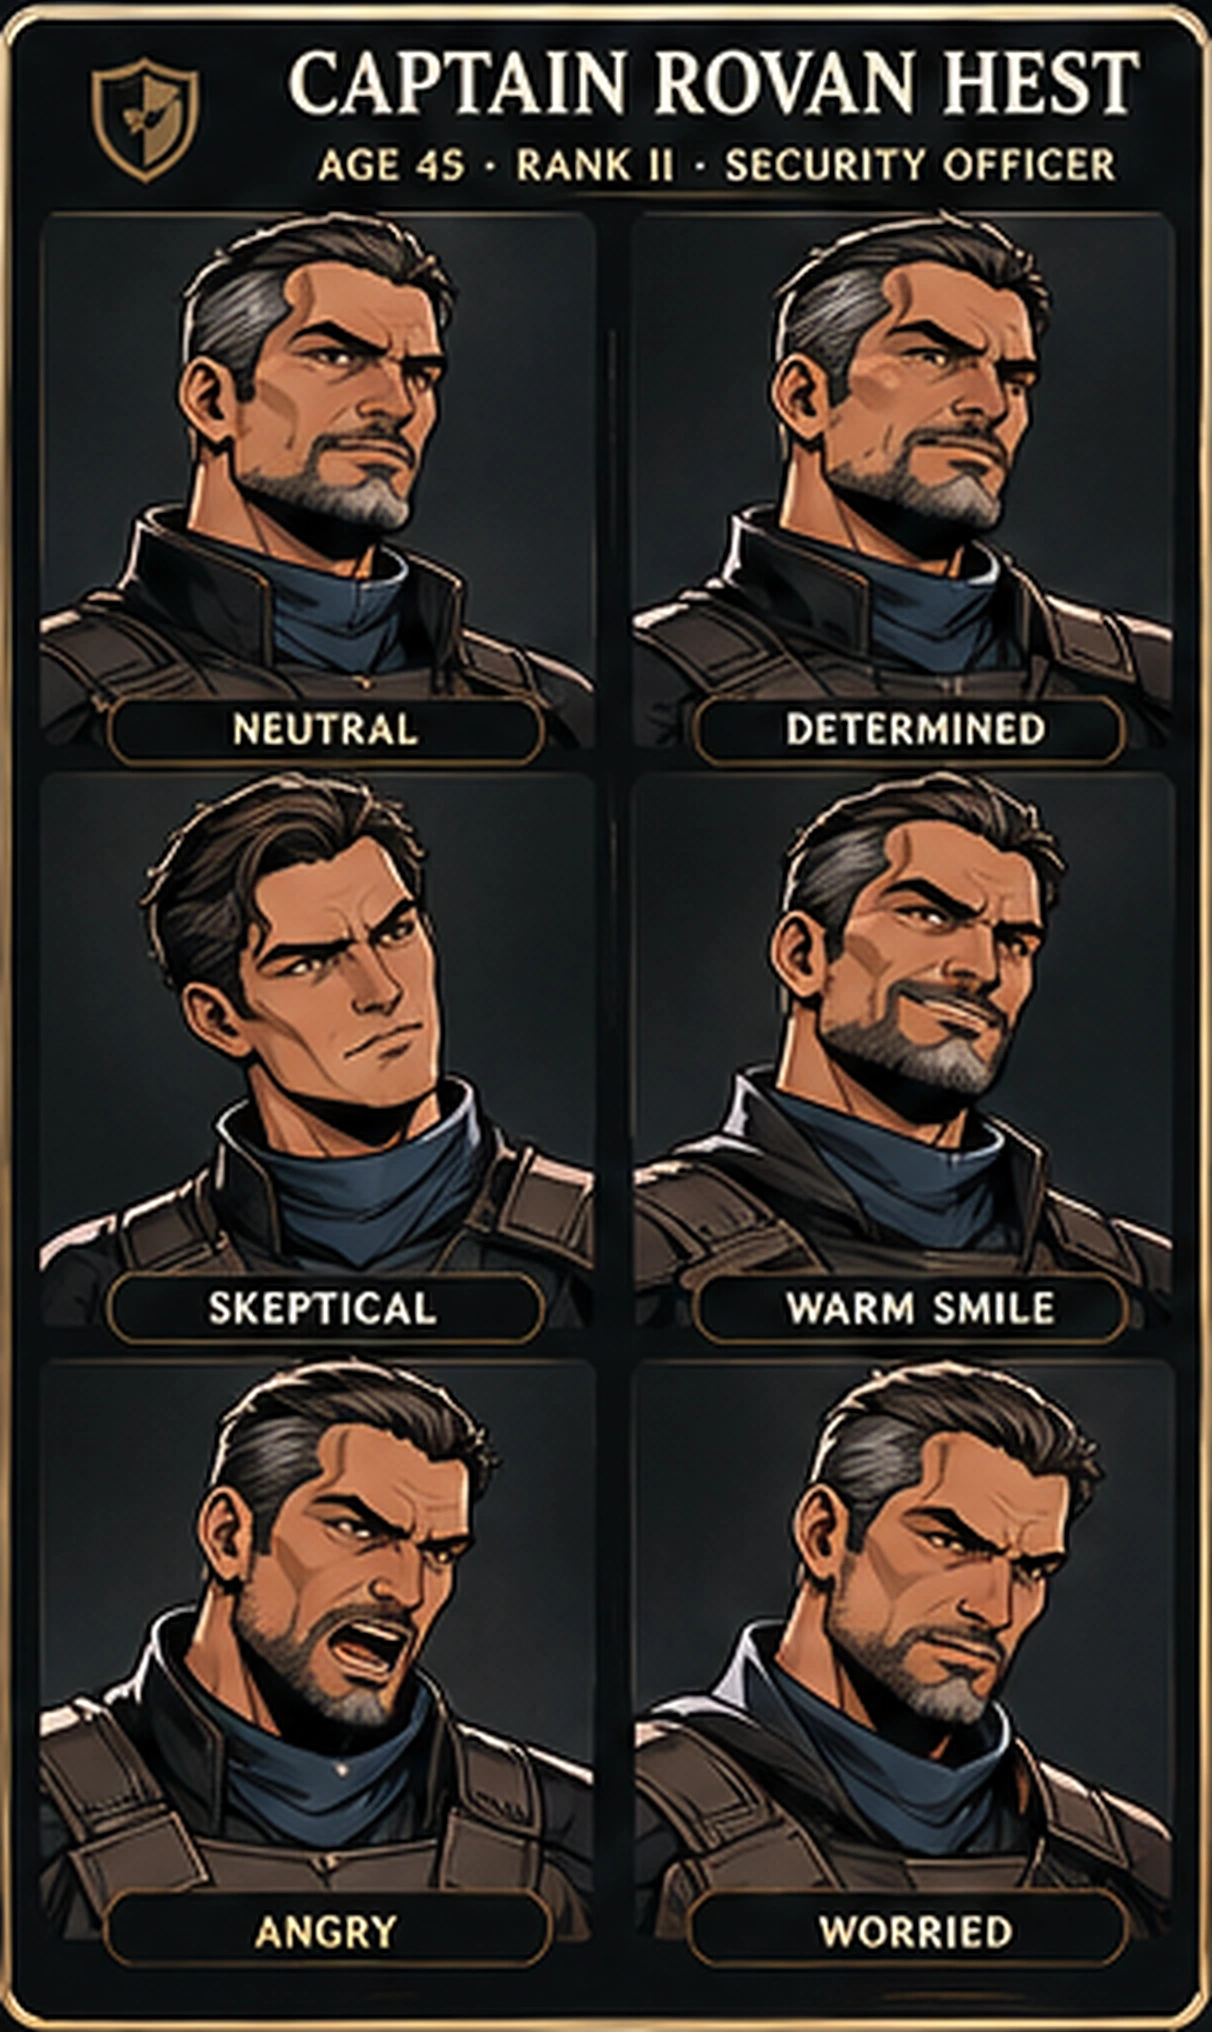 CAPTAIN ROVAN HEST
AGE 45 · RANK II · SECURITY OFFICER
NEUTRAL
DETERMINED
SKEPTICAL
WARM SMILE
ANGRY
WORRIED